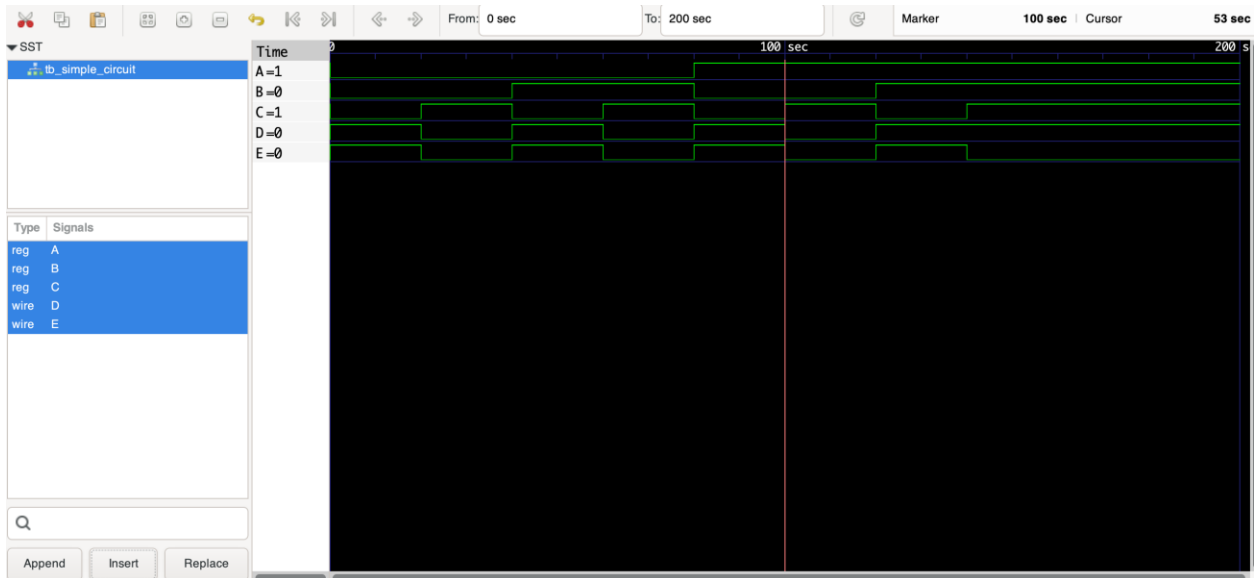 From: 0 sec To: 200 sec Marker 100 sec | Cursor 53 sec
SST
tb_simple_circuit
Time
0 100 sec 200 s
A=1
B=0
C=1
D=0
E=0
Type Signals
reg A
reg B
reg C
wire D
wire E
Append Insert Replace